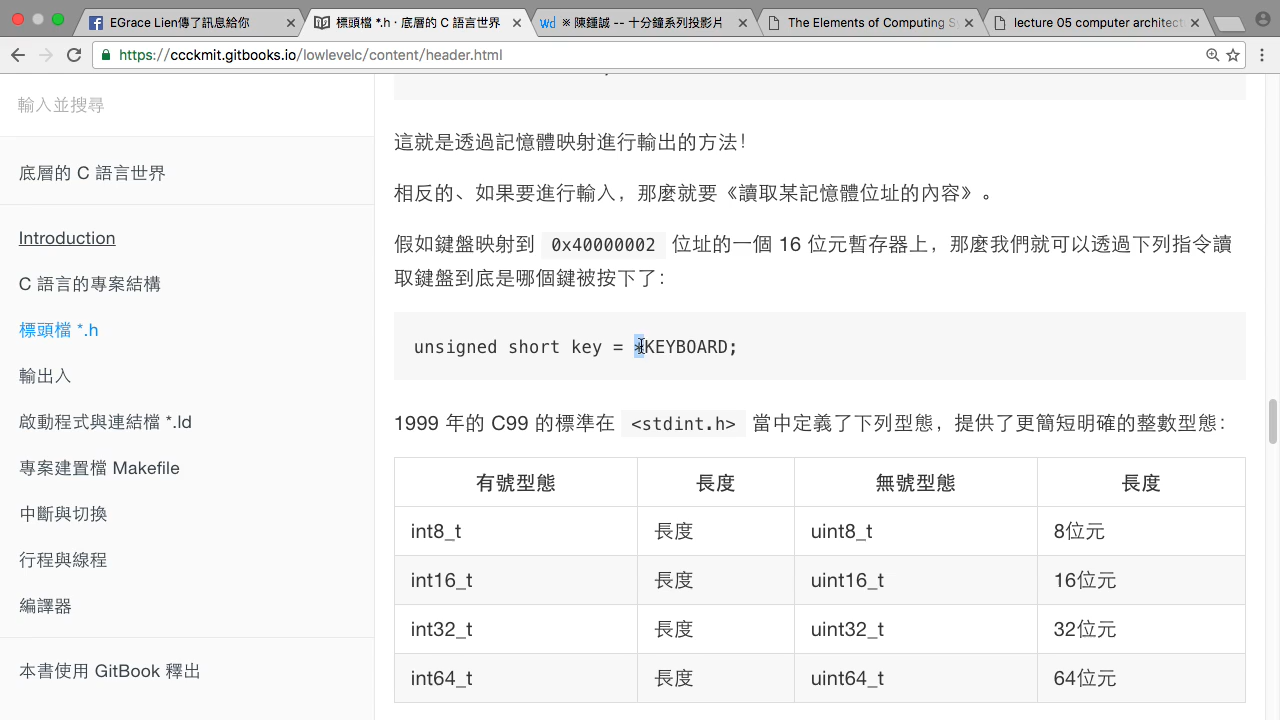 EGrace Lien傳了訊息給你
標頭檔 *.h · 底層的 C 語言世界
wd ※ 陳鍾誠 -- 十分鐘系列投影片
The Elements of Computing S
lecture 05 computer architect
https://ccckmit.gitbooks.io/lowlevelc/content/header.html
輸入並搜尋
底層的 C 語言世界
Introduction
C 語言的專案結構
標頭檔 *.h
輸出入
啟動程式與連結檔 *.ld
專案建置檔 Makefile
中斷與切換
行程與線程
編譯器
本書使用 GitBook 釋出
這就是透過記憶體映射進行輸出的方法！
相反的、如果要進行輸入，那麼就要《讀取某記憶體位址的內容》。
假如鍵盤映射到 0x40000002 位址的一個 16 位元暫存器上，那麼我們就可以透過下列指令讀
取鍵盤到底是哪個鍵被按下了：
unsigned short key = *KEYBOARD;
1999 年的 C99 的標準在 <stdint.h> 當中定義了下列型態，提供了更簡短明確的整數型態：
有號型態 長度 無號型態 長度
int8_t 長度 uint8_t 8位元
int16_t 長度 uint16_t 16位元
int32_t 長度 uint32_t 32位元
int64_t 長度 uint64_t 64位元